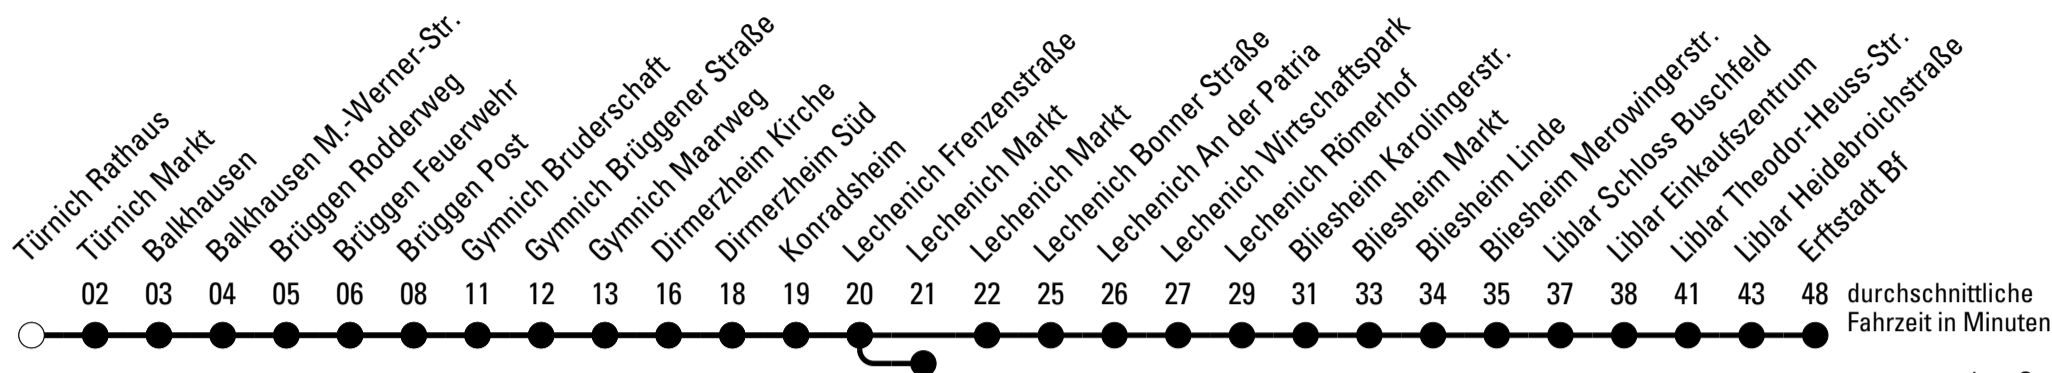 Türnich Rathaus
Türnich Markt
Balkhausen
Balkhausen M.-Werner-Str.
Brüggen Rodderweg
Brüggen Feuerwehr
Brüggen Post
Gymnich Bruderschaft
Gymnich Brüggener Straße
Gymnich Maarweg
Dirmerzheim Kirche
Dirmerzheim Süd
Konradsheim
Lechenich Frenzenstraße
Lechenich Markt
Lechenich Markt
Lechenich Bonner Straße
Lechenich An der Patria
Lechenich Wirtschaftspark
Lechenich Römerhof
Bliesheim Karolingerstr.
Bliesheim Markt
Bliesheim Linde
Bliesheim Merowingerstr.
Liblar Schloss Buschfeld
Liblar Einkaufszentrum
Liblar Theodor-Heuss-Str.
Liblar Heidebroichstraße
Erftstadt Bf
02 03 04 05 06 08 11 12 13 16 18 19 20 21 22 25 26 27 29 31 33 34 35 37 38 41 43 48
durchschnittliche
Fahrzeit in Minuten